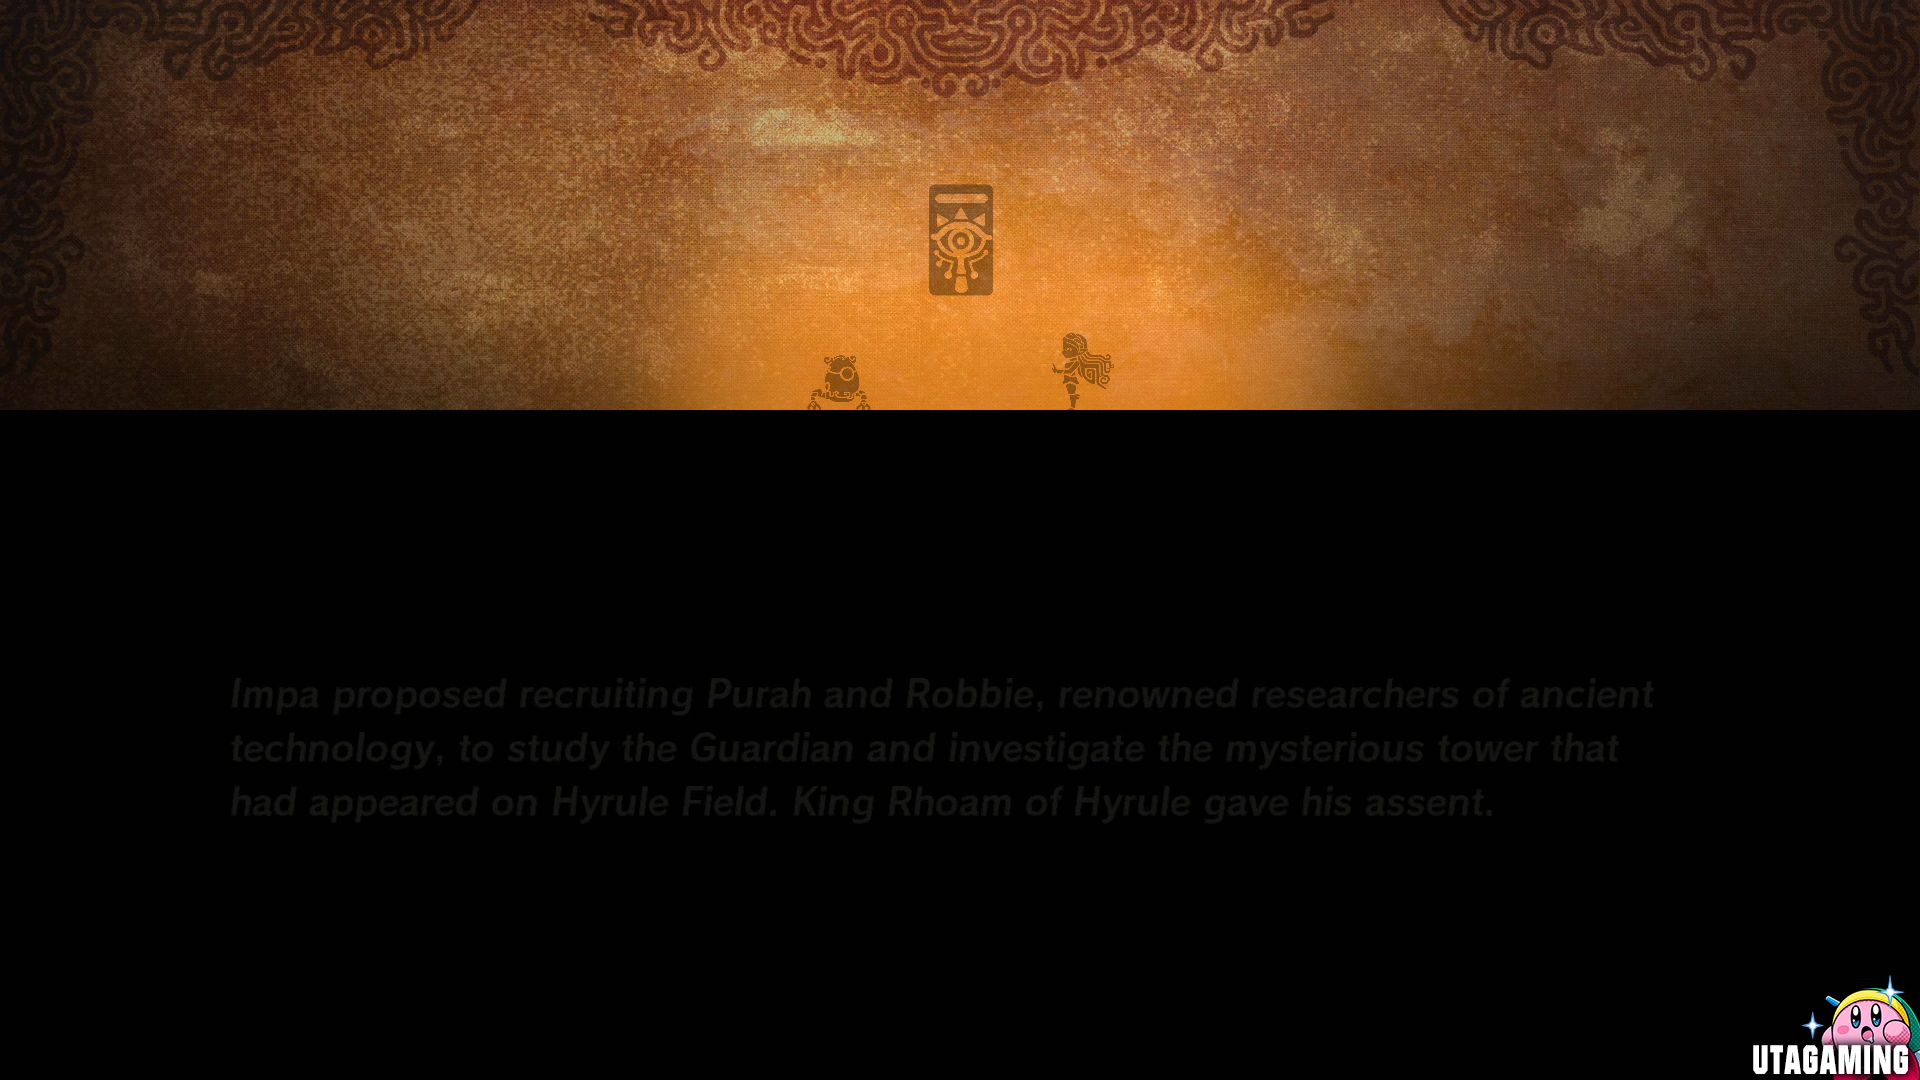 Impa proposed recruiting Purah and Robbie, renowned researchers of ancient
technology, to study the Guardian and investigate the mysterious tower that
had appeared on Hyrule Field. King Rhoam of Hyrule gave his assent.
UTAGAMING